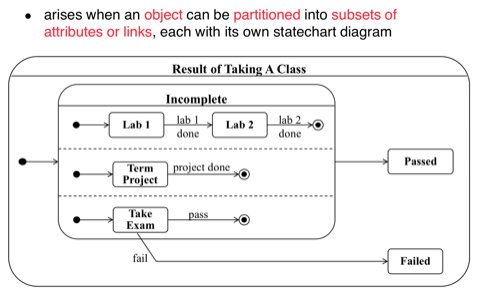 • arises when an object can be partitioned into subsets of
attributes or links, each with its own statechart diagram
Result of Taking A Class
Incomplete
Lab 1
lab 1
done
Lab 2
lab 2
done
Term
Project
project done
Passed
Take
Exam
pass
fail
Failed